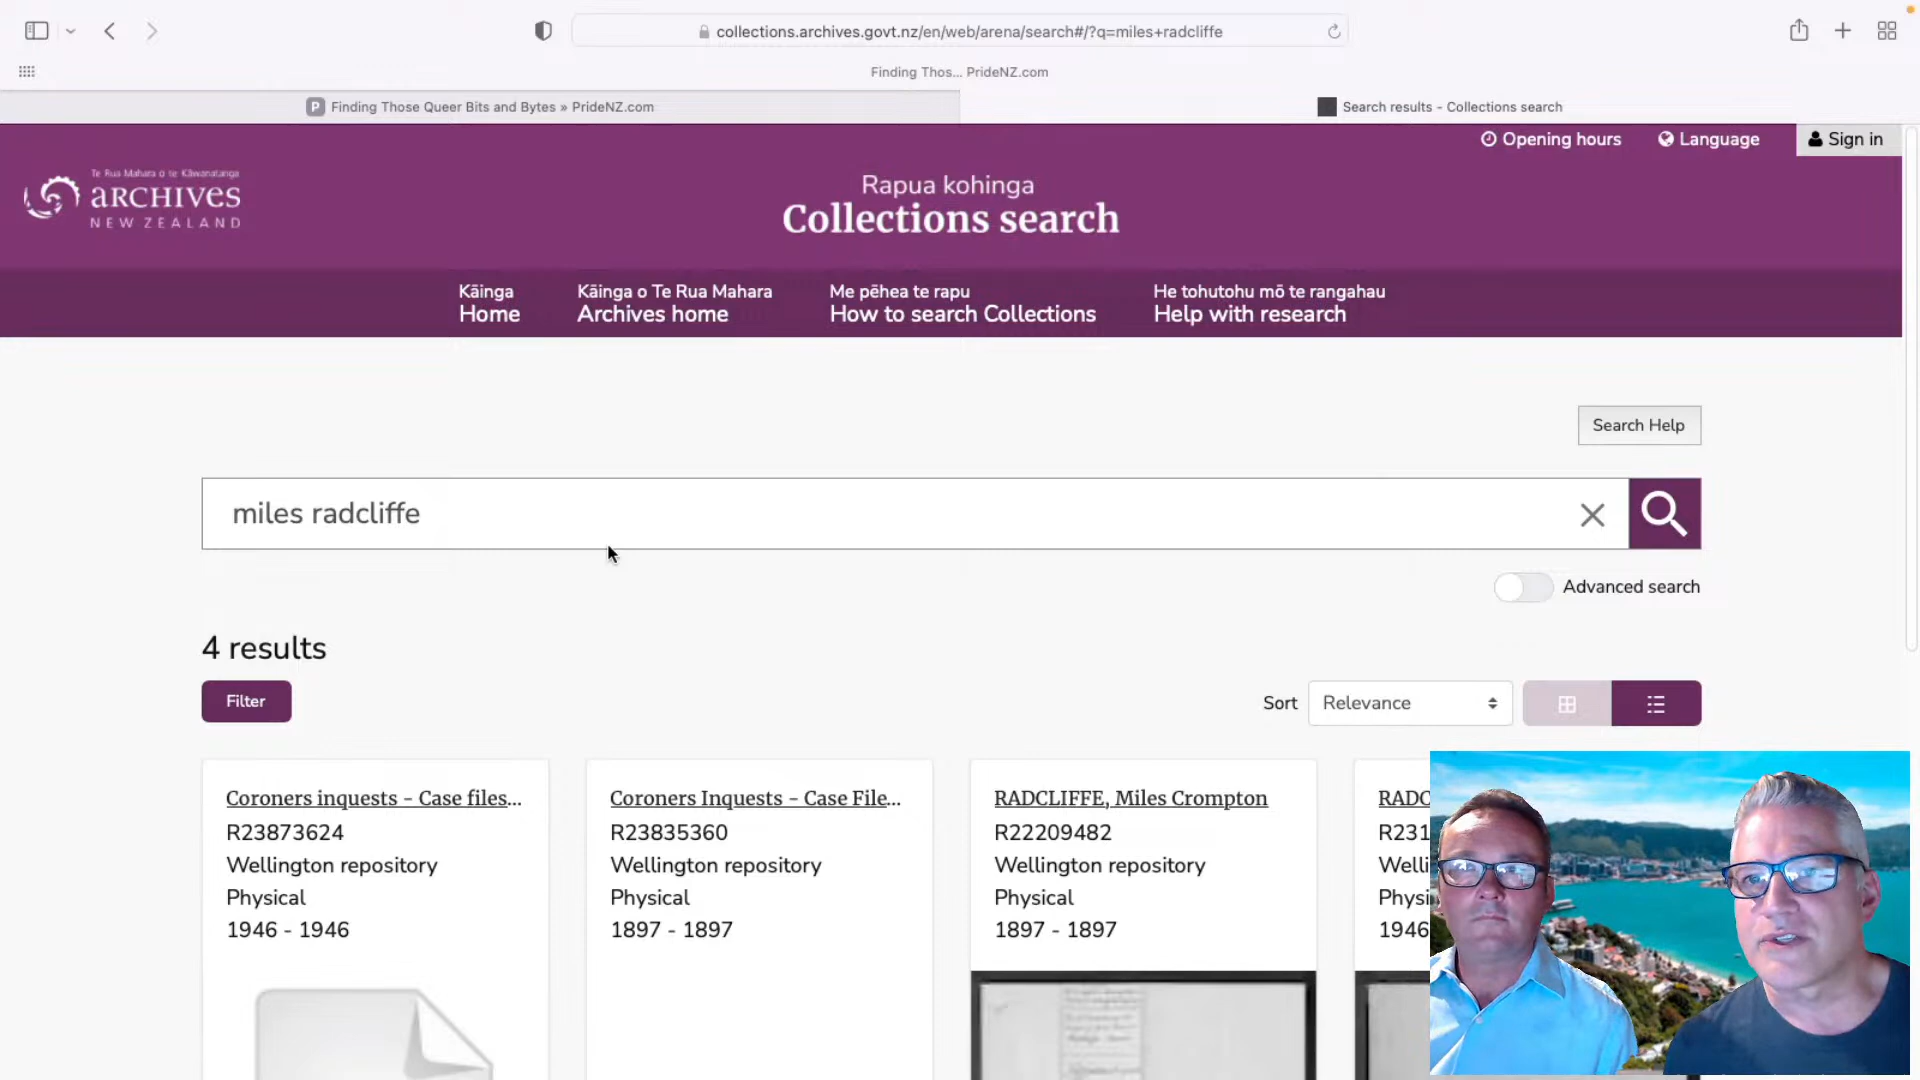 collections.archives.govt.nz/en/web/arena/search#/?q=miles+radcliffe
Finding Thos... PrideNZ.com
P Finding Those Queer Bits and Bytes » PrideNZ.com
Search results - Collections search
Opening hours
Language
Sign in
Te Rua Mahara o te Kāwanatanga
ARCHIVES
NEW ZEALAND
Rapua kohinga
Collections search
Kāinga
Home
Kāinga o Te Rua Mahara
Archives home
Me pēhea te rapu
How to search Collections
He tohutohu mō te rangahau
Help with research
Search Help
miles radcliffe
Advanced search
4 results
Filter
Sort
Relevance
Coroners inquests - Case files...
R23873624
Wellington repository
Physical
1946 - 1946
Coroners Inquests - Case File...
R23835360
Wellington repository
Physical
1897 - 1897
RADCLIFFE, Miles Crompton
R22209482
Wellington repository
Physical
1897 - 1897
RADC
R231
Welli
Physi
1946